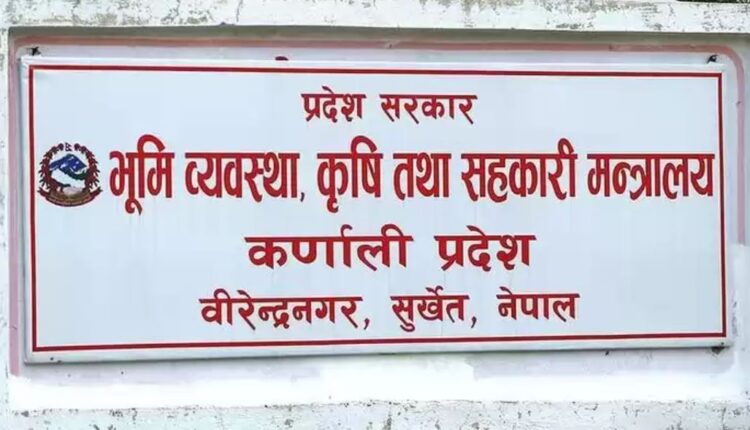 प्रदेश सरकार
भूमि व्यवस्था, कृषि तथा सहकारी मन्त्रालय
कर्णाली प्रदेश
वीरेन्द्रनगर, सुर्खेत, नेपाल